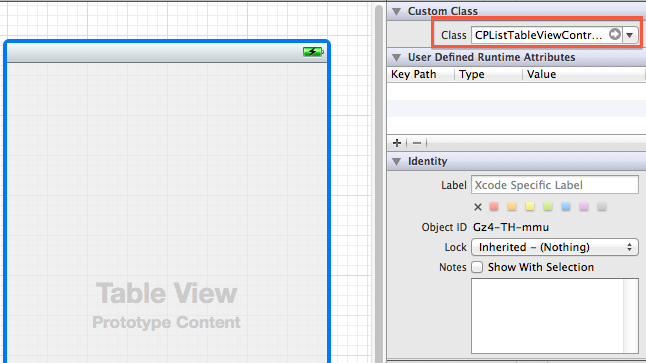 Custom Class
Class CPListTableViewContr...
User Defined Runtime Attributes
Key Path Type Value
Identity
Label Xcode Specific Label
Object ID Gz4-TH-mmu
Lock Inherited - (Nothing)
Notes Show With Selection
Table View
Prototype Content